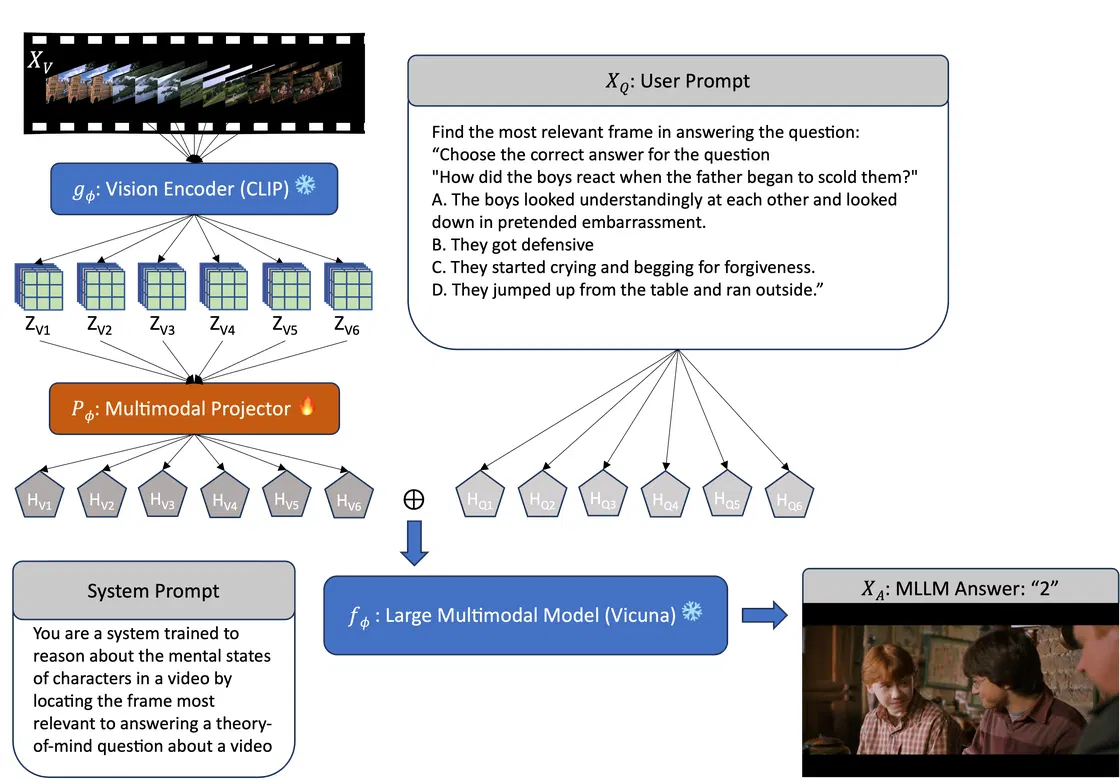 X_V
X_Q: User Prompt
Find the most relevant frame in answering the question:
“Choose the correct answer for the question
"How did the boys react when the father began to scold them?"
A. The boys looked understandingly at each other and looked
down in pretended embarrassment.
B. They got defensive
C. They started crying and begging for forgiveness.
D. They jumped up from the table and ran outside.”
g_ϕ: Vision Encoder (CLIP)
Z_V1 Z_V2 Z_V3 Z_V4 Z_V5 Z_V6
P_ϕ: Multimodal Projector
H_V1 H_V2 H_V3 H_V4 H_V5 H_V6 ⊕ H_Q1 H_Q2 H_Q3 H_Q4 H_Q5 H_Q6
System Prompt
You are a system trained to
reason about the mental states
of characters in a video by
locating the frame most
relevant to answering a theory-
of-mind question about a video
f_ϕ: Large Multimodal Model (Vicuna)
X_A: MLLM Answer: “2”